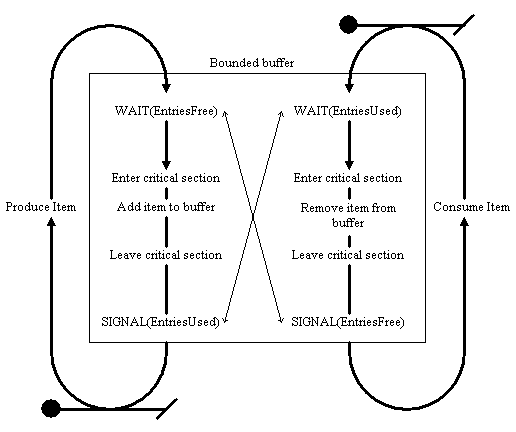 Bounded buffer
WAIT(EntriesFree)
WAIT(EntriesUsed)
Enter critical section
Enter critical section
Produce Item
Add item to buffer
Remove item from
buffer
Consume Item
Leave critical section
Leave critical section
SIGNAL(EntriesUsed)
SIGNAL(EntriesFree)